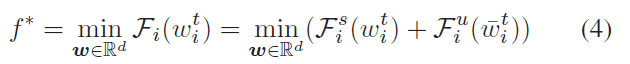 f* = min_{w∈ℝ^d} 𝓕_i(w_i^t) = min_{w∈ℝ^d} (𝓕_i^s(w_i^t) + 𝓕_i^u(w̄_i^t)) (4)